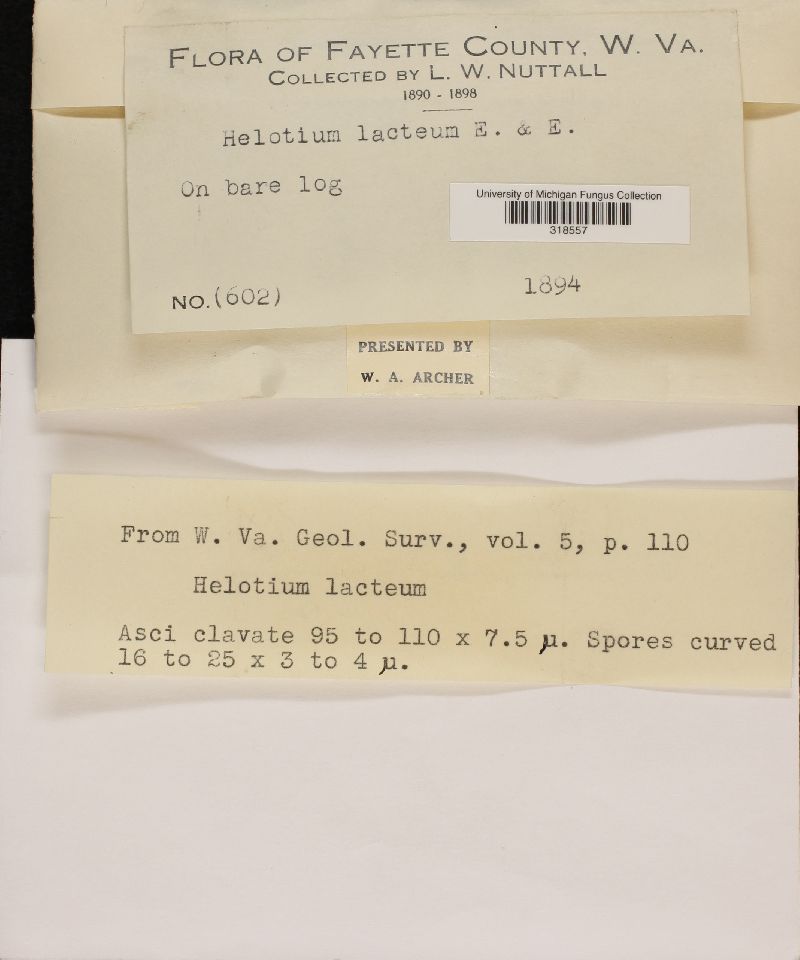 FLORA OF FAYETTE COUNTY, W. VA.
COLLECTED BY L. W. NUTTALL
1890 - 1898
Helotium lacteum E. & E.
On bare log
University of Michigan Fungus Collection
318557
NO. (602)
1894
PRESENTED BY
W. A. ARCHER
From W. Va. Geol. Surv., vol. 5, p. 110
Helotium lacteum
Asci clavate 95 to 110 x 7.5 µ. Spores curved
16 to 25 x 3 to 4 µ.